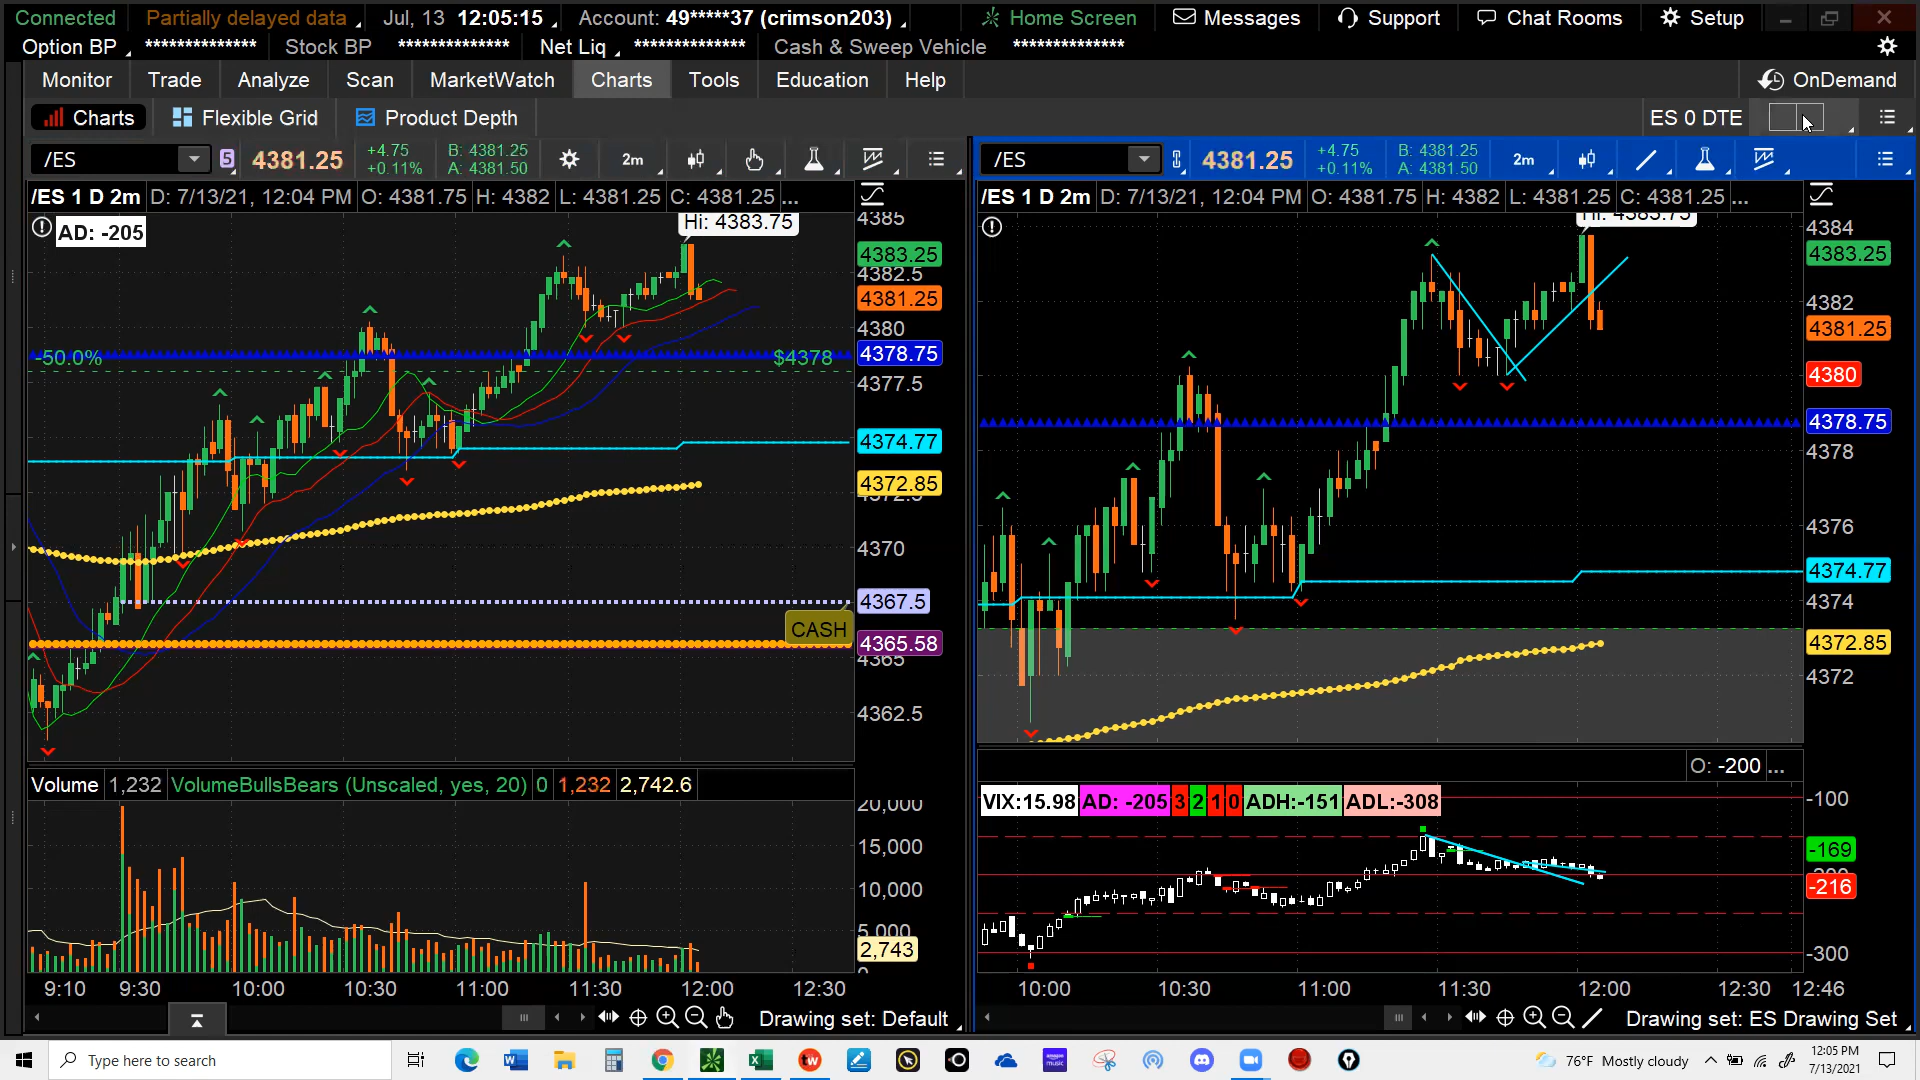 Connected Partially delayed data Jul, 13 12:05:15 Account: 49*****37 (crimson203) Home Screen Messages Support Chat Rooms Setup
Option BP ************** Stock BP ************** Net Liq ************** Cash & Sweep Vehicle **************
Monitor Trade Analyze Scan MarketWatch Charts Tools Education Help OnDemand
Charts Flexible Grid Product Depth ES 0 DTE
/ES 5 4381.25 +4.75 +0.11% B: 4381.25 A: 4381.50 2m
/ES 1 D 2m D: 7/13/21, 12:04 PM O: 4381.75 H: 4382 L: 4381.25 C: 4381.25 ...
AD: -205
Hi: 4383.75
-50.0%
$4378
CASH
4385
4383.25
4382.5
4381.25
4380
4378.75
4377.5
4374.77
4372.85
4370
4367.5
4365.58
4365
4362.5
Volume 1,232 VolumeBullsBears (Unscaled, yes, 20) 0 1,232 2,742.6
20,000
15,000
10,000
5,000
2,743
0
9:10 9:30 10:00 10:30 11:00 11:30 12:00 12:30
Drawing set: Default
/ES 4381.25 +4.75 +0.11% B: 4381.25 A: 4381.50 2m
/ES 1 D 2m D: 7/13/21, 12:04 PM O: 4381.75 H: 4382 L: 4381.25 C: 4381.25 ...
Hi: 4383.75
4384
4383.25
4382
4381.25
4380
4378.75
4378
4376
4374.77
4374
4372.85
4372
O: -200 ...
VIX:15.98 AD: -205 3 2 1 0 ADH:-151 ADL:-308
-100
-169
-200
-216
-300
10:00 10:30 11:00 11:30 12:00 12:30 12:46
Drawing set: ES Drawing Set
Type here to search
76°F Mostly cloudy
12:05 PM
7/13/2021